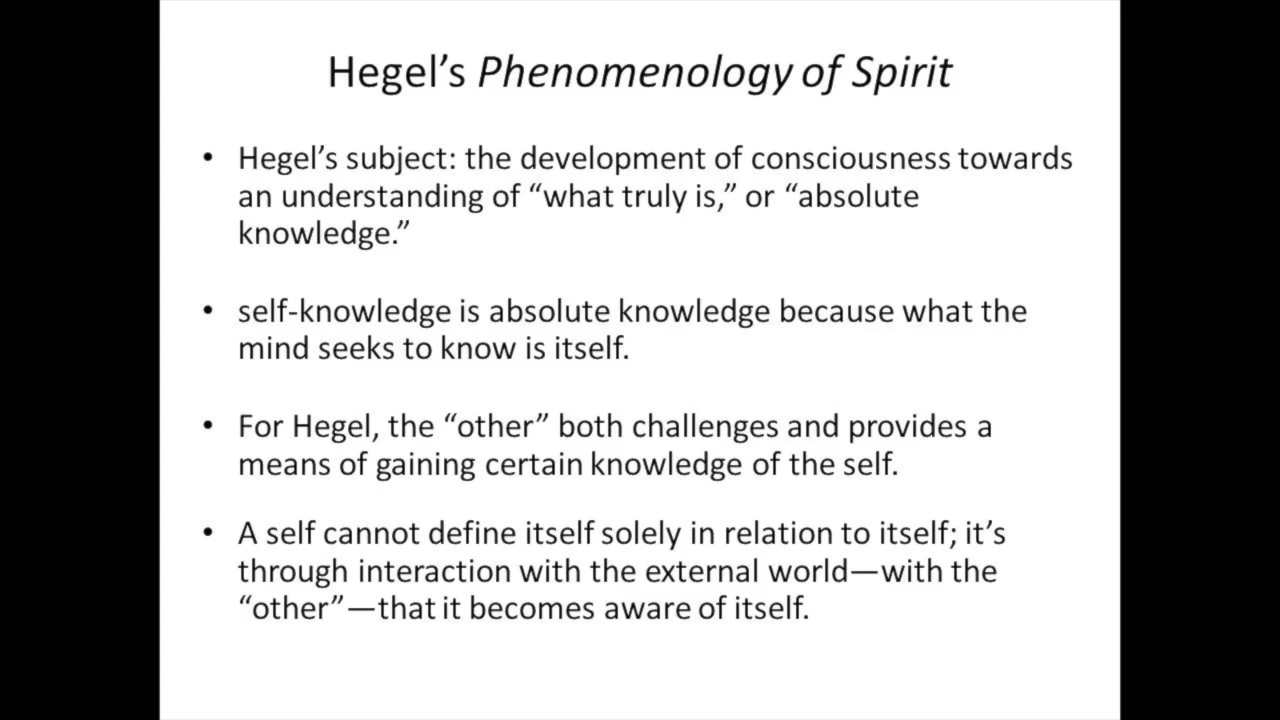 Hegel’s Phenomenology of Spirit
• Hegel’s subject: the development of consciousness towards
an understanding of “what truly is,” or “absolute
knowledge.”
• self-knowledge is absolute knowledge because what the
mind seeks to know is itself.
• For Hegel, the “other” both challenges and provides a
means of gaining certain knowledge of the self.
• A self cannot define itself solely in relation to itself; it’s
through interaction with the external world—with the
“other”—that it becomes aware of itself.